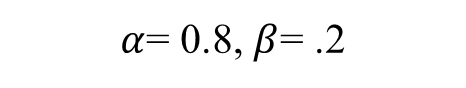 α= 0.8, β= .2